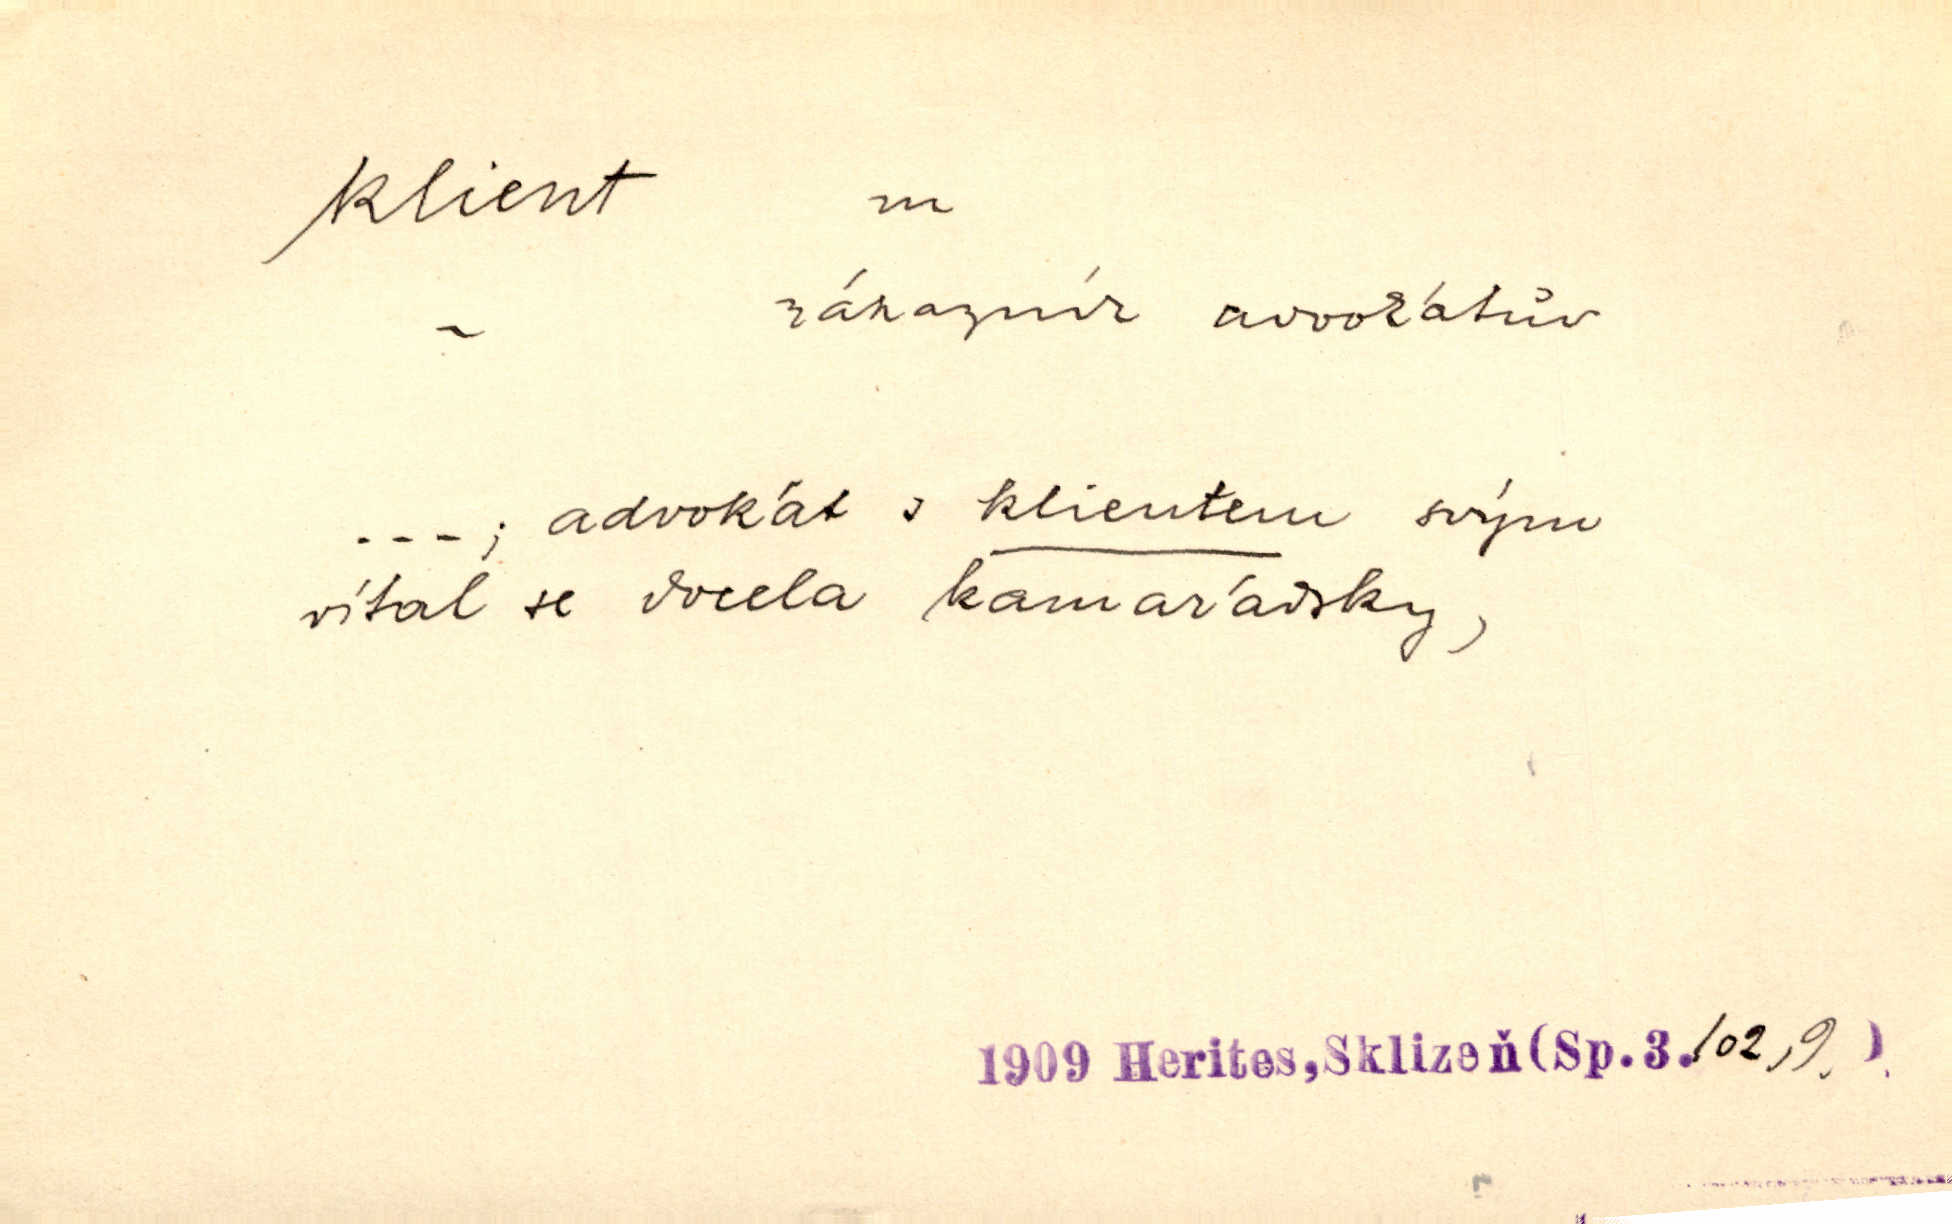 klient m
~ zákazník advokátův
---; advokát s klientem svým
vítal se docela kamarádsky,
1909 Herites,Sklizeň(Sp.3.102,9.)